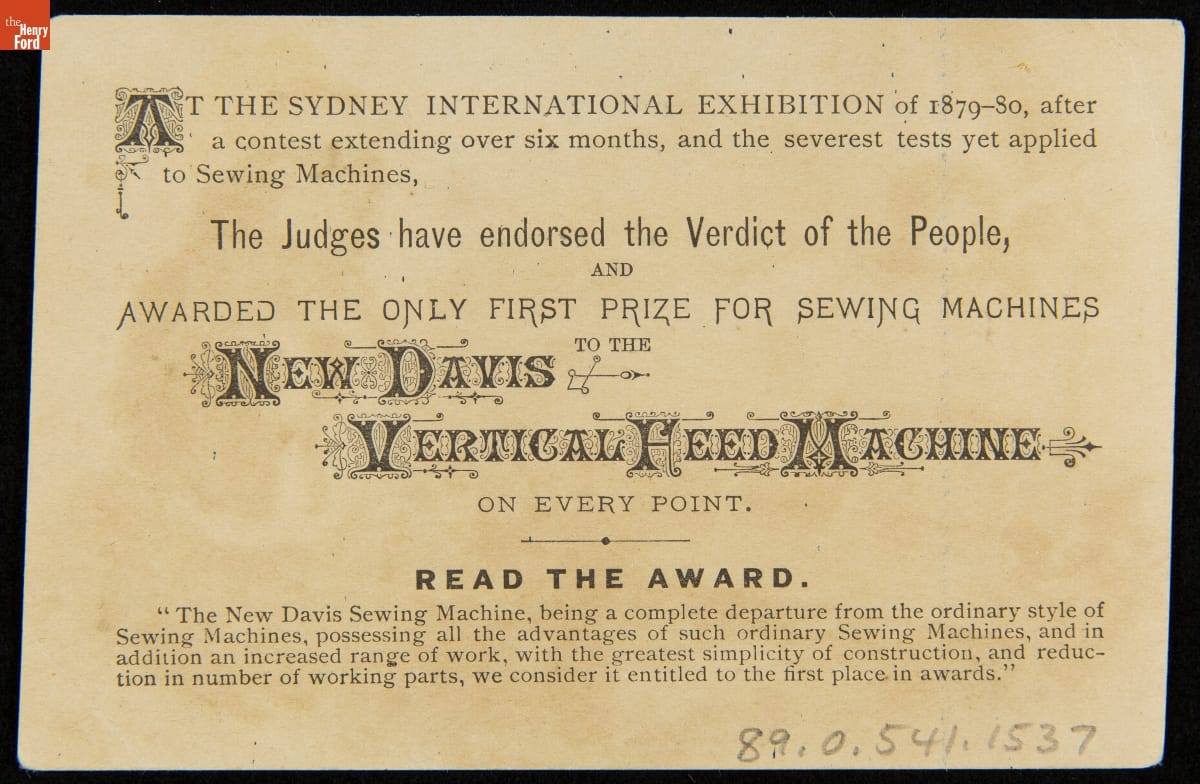 the
Henry
Ford
AT THE SYDNEY INTERNATIONAL EXHIBITION of 1879–80, after
a contest extending over six months, and the severest tests yet applied
to Sewing Machines,
The Judges have endorsed the Verdict of the People,
AND
AWARDED THE ONLY FIRST PRIZE FOR SEWING MACHINES
TO THE
NEW DAVIS
VERTICAL FEED MACHINE
ON EVERY POINT.
READ THE AWARD.
“The New Davis Sewing Machine, being a complete departure from the ordinary style of
Sewing Machines, possessing all the advantages of such ordinary Sewing Machines, and in
addition an increased range of work, with the greatest simplicity of construction, and reduc-
tion in number of working parts, we consider it entitled to the first place in awards.”
89.0.541.1537